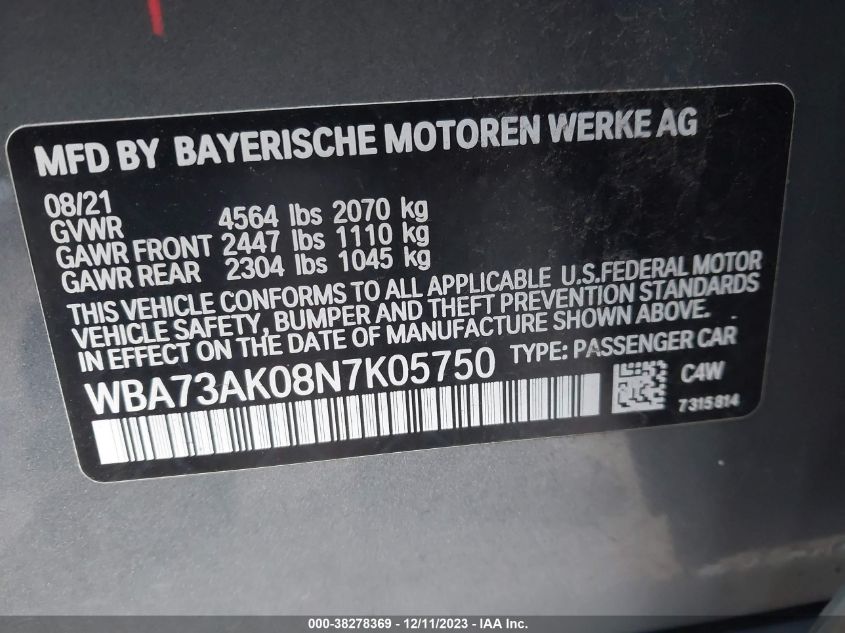 MFD BY BAYERISCHE MOTOREN WERKE AG
08/21
GVWR 4564 lbs 2070 kg
GAWR FRONT 2447 lbs 1110 kg
GAWR REAR 2304 lbs 1045 kg
THIS VEHICLE CONFORMS TO ALL APPLICABLE U.S.FEDERAL MOTOR
VEHICLE SAFETY, BUMPER AND THEFT PREVENTION STANDARDS
IN EFFECT ON THE DATE OF MANUFACTURE SHOWN ABOVE.
WBA73AK08N7K05750 TYPE: PASSENGER CAR
C4W
7315814
000-38278369 - 12/11/2023 - IAA Inc.